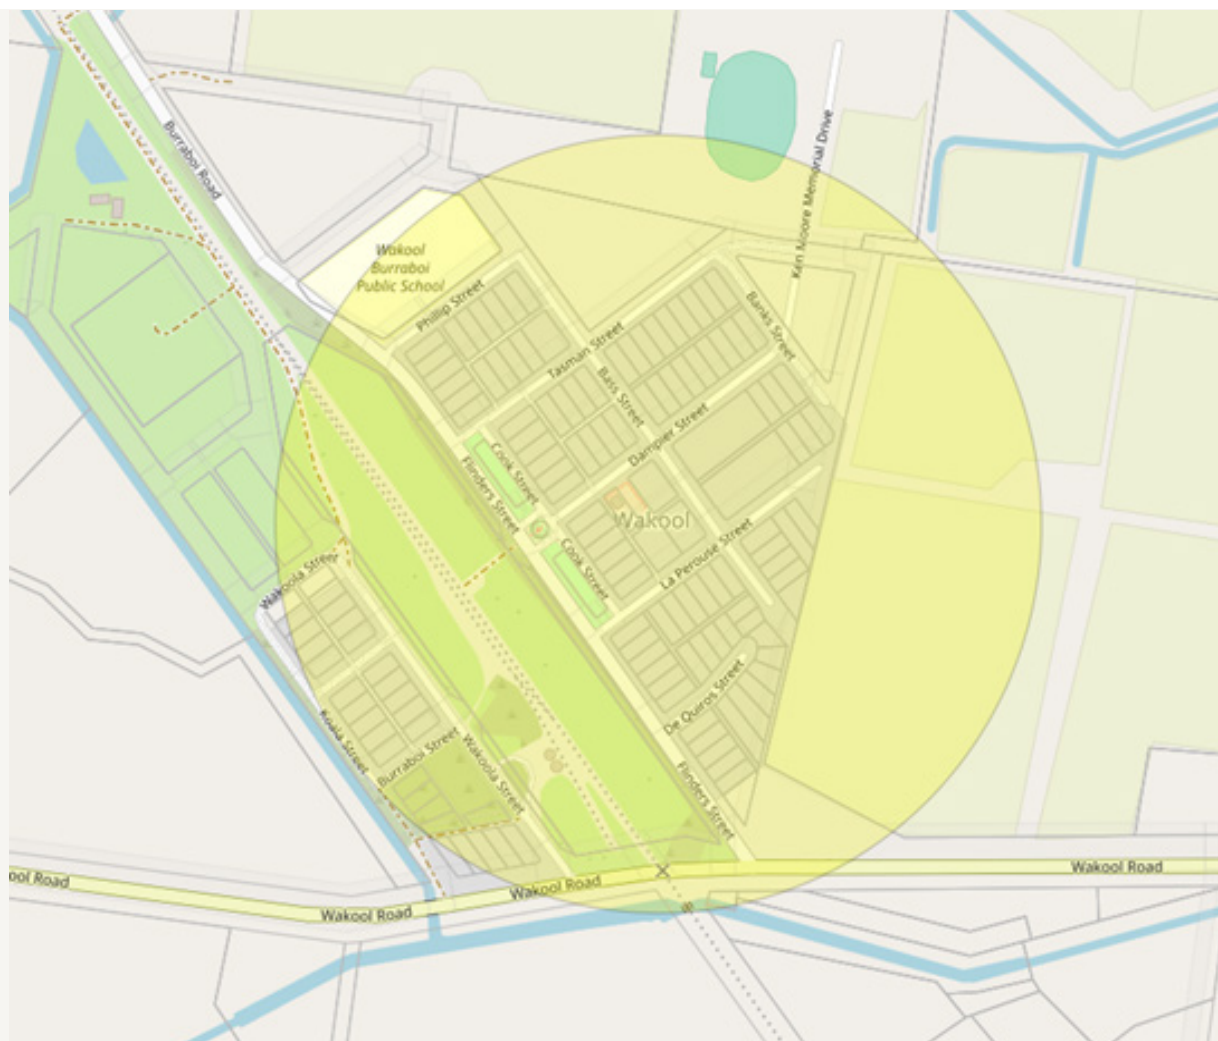 Burraboi Road
Ken Moore Memorial Drive
Wakool
Burraboi
Public School
Phillip Street
Tasman Street
Banks Street
Bass Street
Dampier Street
Cook Street
Flinders Street
Wakool
Cook Street
La Perouse Street
Wakoola Street
De Quiros Street
Koala Street
Burraboi Street
Wakoola Street
Flinders Street
ool Road
Wakool Road
Wakool Road
Wakool Road